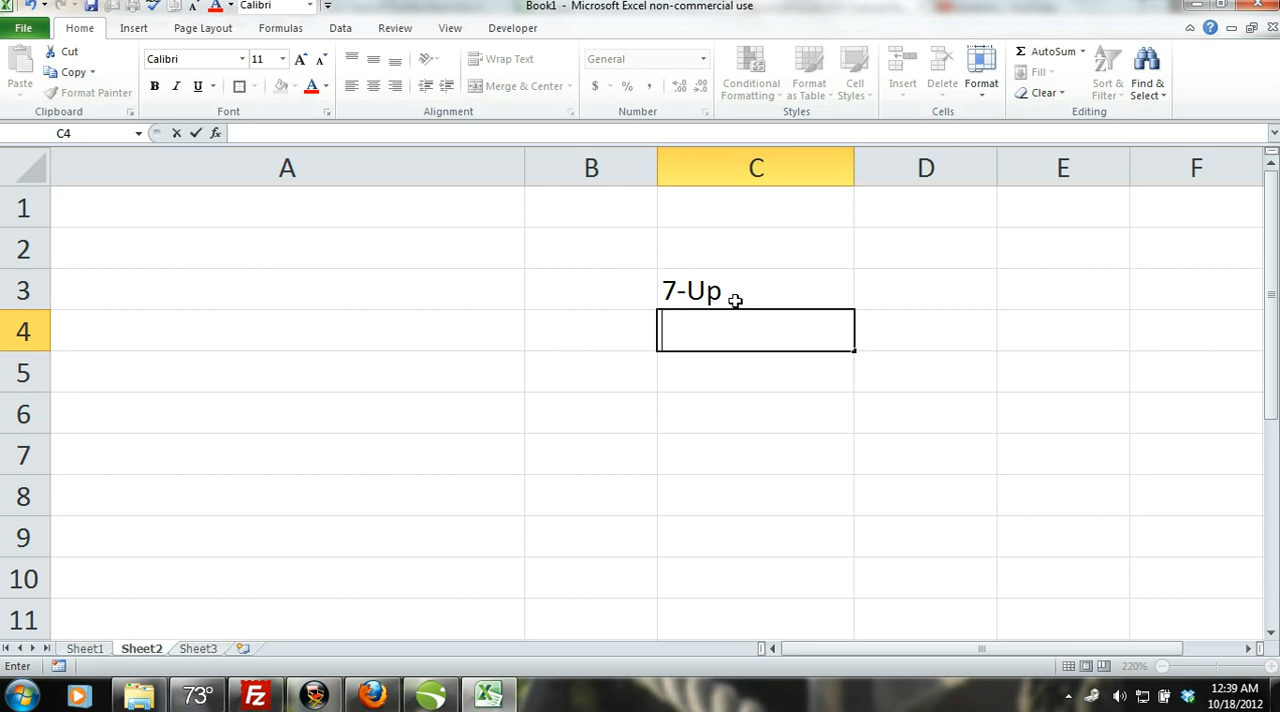 Calibri
Book1 - Microsoft Excel non-commercial use
File Home Insert Page Layout Formulas Data Review View Developer
Paste
Cut
Copy
Format Painter
Clipboard
Calibri 11
B I U
Font
Wrap Text
Merge & Center
Alignment
General
$ % ,
Number
Conditional Formatting
Format as Table
Cell Styles
Styles
Insert Delete Format
Cells
Σ AutoSum
Fill
Clear
Sort & Filter
Find & Select
Editing
C4 fx
A B C D E F
1
2
3 7-Up
4
5
6
7
8
9
10
11
Sheet1 Sheet2 Sheet3
Enter 220%
73° FZ
12:39 AM
10/18/2012